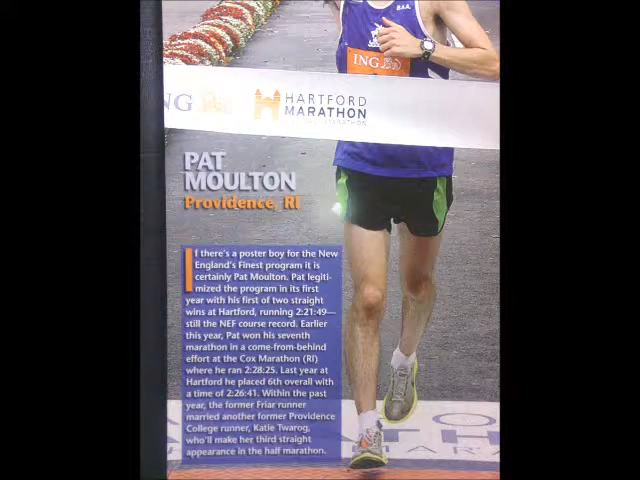 B.A.A.
ING
NG
HARTFORD
MARATHON
PAT
MOULTON
Providence, RI
If there's a poster boy for the New
England's Finest program it is
certainly Pat Moulton. Pat legiti-
mized the program in its first
year with his first of two straight
wins at Hartford, running 2:21:49—
still the NEF course record. Earlier
this year, Pat won his seventh
marathon in a come-from-behind
effort at the Cox Marathon (RI)
where he ran 2:28:25. Last year at
Hartford he placed 6th overall with
a time of 2:26:41. Within the past
year, the former Friar runner
married another former Providence
College runner, Katie Twarog,
who'll make her third straight
appearance in the half marathon.